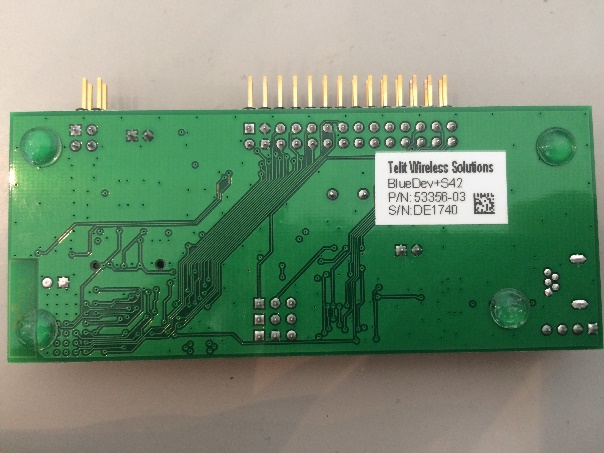 Telit Wireless Solutions
BlueDev+S42
P/N: 53356-03
S/N:DE1740